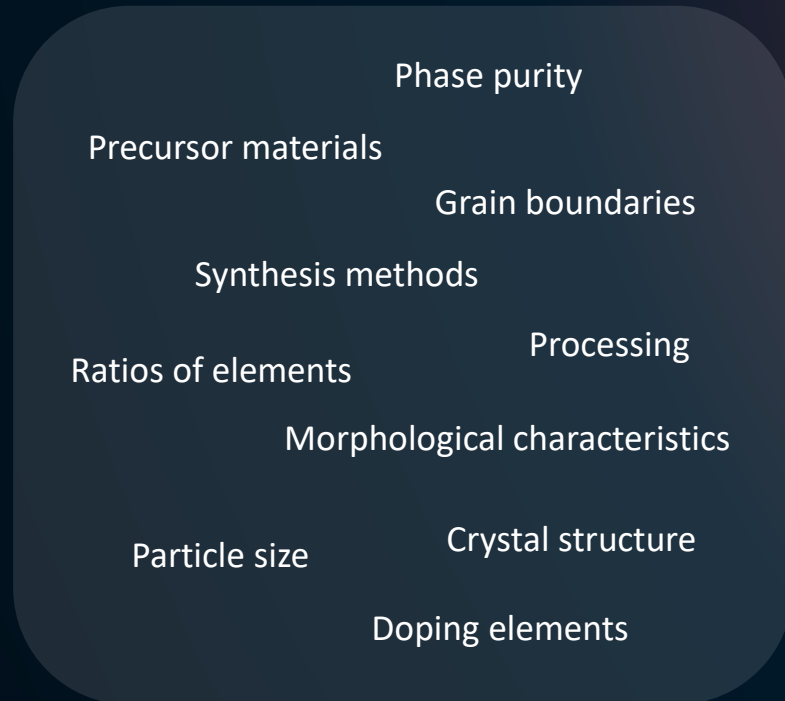 Phase purity
Precursor materials
Grain boundaries
Synthesis methods
Processing
Ratios of elements
Morphological characteristics
Crystal structure
Particle size
Doping elements